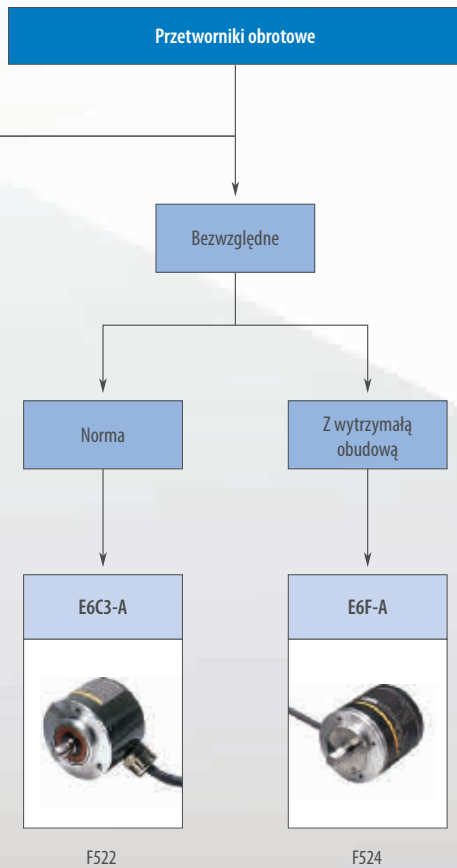 Przetworniki obrotowe
Bezwzględne
Norma
Z wytrzymałą
obudową
E6C3-A
E6F-A
F522
F524